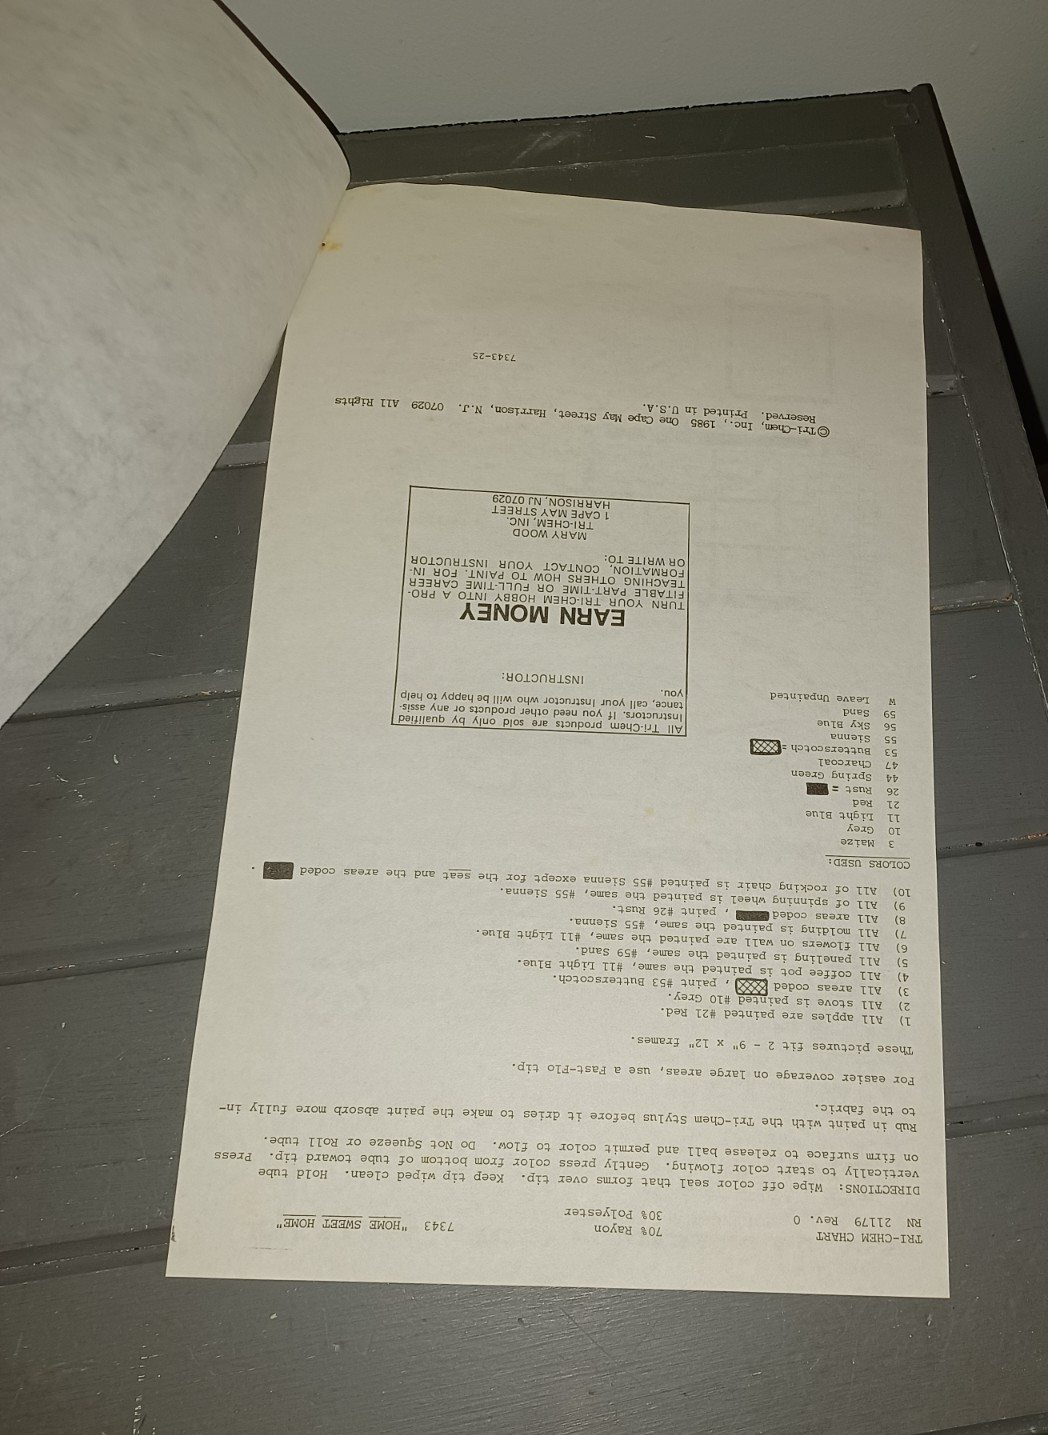 TRI-CHEM CHART
RN 21179 Rev. 0
70% Rayon
30% Polyester
7343 "HOME SWEET HOME"
DIRECTIONS: Wipe off color seal that forms over tip. Keep tip wiped clean. Hold tube
vertically to start color flowing. Gently press color from bottom of tube toward tip. Press
on firm surface to release ball and permit color to flow. Do Not Squeeze or Roll tube.
Rub in paint with the Tri-Chem Stylus before it dries to make the paint absorb more fully in-
to the fabric.
For easier coverage on large areas, use a Fast-Flo tip.
These pictures fit 2 - 9" x 12" frames.
1) All apples are painted #21 Red.
2) All stove is painted #10 Grey.
3) All areas coded , paint #53 Butterscotch.
4) All coffee pot is painted the same, #11 Light Blue.
5) All paneling is painted the same, #59 Sand.
6) All flowers on wall are painted the same, #11 Light Blue.
7) All molding is painted the same, #55 Sienna.
8) All areas coded , paint #26 Rust.
9) All of spinning wheel is painted the same, #55 Sienna.
10) All of rocking chair is painted #55 Sienna except for the seat and the areas coded .
COLORS USED:
3 Maize
10 Grey
11 Light Blue
21 Red
26 Rust =
44 Spring Green
47 Charcoal
53 Butterscotch =
55 Sienna
56 Sky Blue
59 Sand
W Leave Unpainted
All Tri-Chem products are sold only by qualified
Instructors. If you need other products or any assis-
tance, call your Instructor who will be happy to help
you.
INSTRUCTOR:
EARN MONEY
TURN YOUR TRI-CHEM HOBBY INTO A PRO-
FITABLE PART-TIME OR FULL-TIME CAREER
TEACHING OTHERS HOW TO PAINT. FOR IN-
FORMATION, CONTACT YOUR INSTRUCTOR
OR WRITE TO:
MARY WOOD
TRI-CHEM, INC.
1 CAPE MAY STREET
HARRISON, NJ 07029
©Tri-Chem, Inc., 1985 One Cape May Street, Harrison, N.J. 07029 All Rights
Reserved. Printed in U.S.A.
7343-25